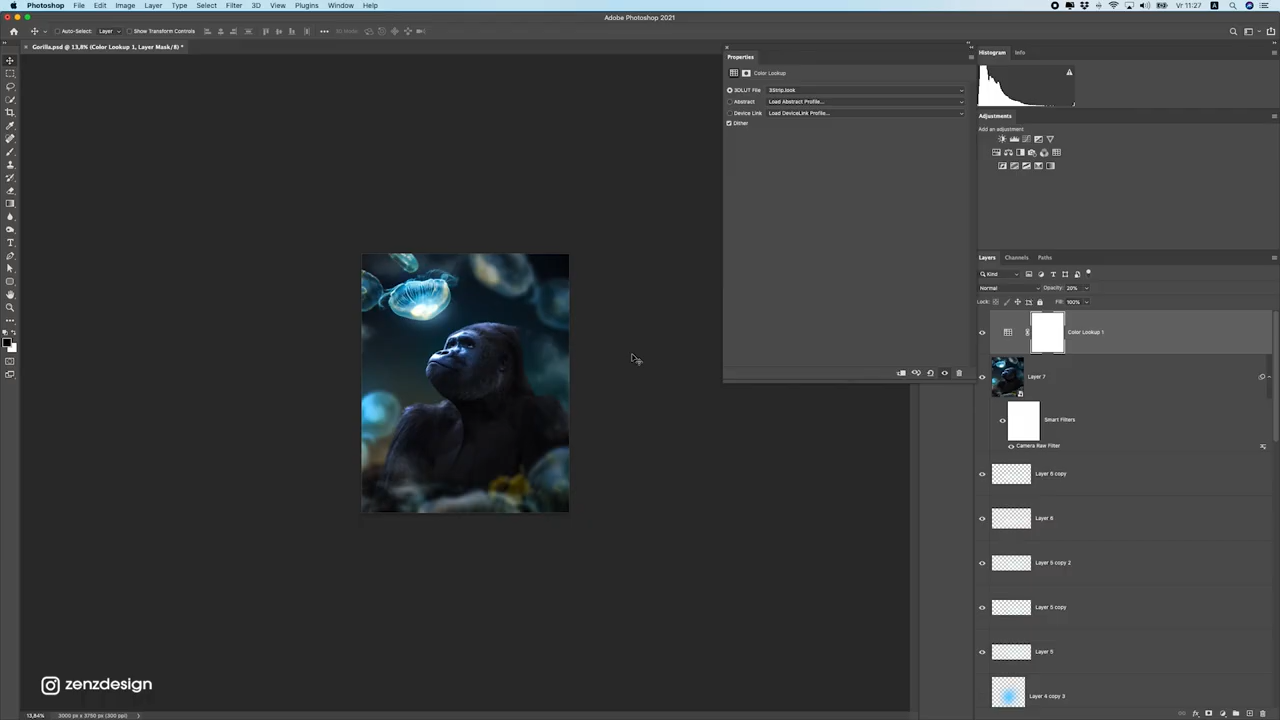 Photoshop File Edit Image Layer Type Select Filter 3D View Plugins Window Help
Vr 11:27
Adobe Photoshop 2021
Auto-Select: Layer Show Transform Controls
3D Mode:
Gorilla.psd @ 13,8% (Color Lookup 1, Layer Mask/8) *
Properties
Color Lookup
3DLUT File 3Strip.look
Abstract Load Abstract Profile...
Device Link Load DeviceLink Profile...
Dither
Histogram Info
Adjustments
Add an adjustment
Layers Channels Paths
Kind
Normal Opacity: 20%
Lock: Fill: 100%
Color Lookup 1
Layer 7
Smart Filters
Camera Raw Filter
Layer 6 copy
Layer 6
Layer 5 copy 2
Layer 5 copy
Layer 5
Layer 4 copy 3
zenzdesign
13,84% 3000 px x 3750 px (300 ppi)